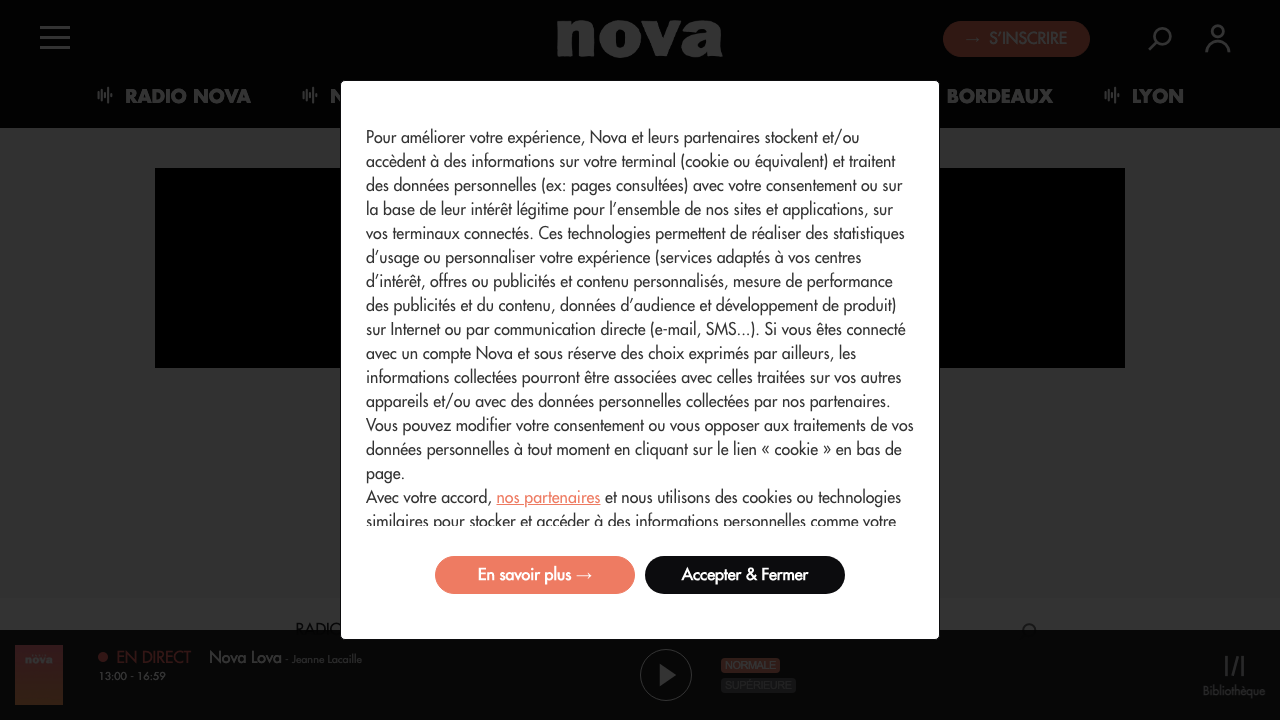 nova
→ S'INSCRIRE
RADIO NOVA
BORDEAUX
LYON
Pour améliorer votre expérience, Nova et leurs partenaires stockent et/ou
accèdent à des informations sur votre terminal (cookie ou équivalent) et traitent
des données personnelles (ex: pages consultées) avec votre consentement ou sur
la base de leur intérêt légitime pour l'ensemble de nos sites et applications, sur
vos terminaux connectés. Ces technologies permettent de réaliser des statistiques
d'usage ou personnaliser votre expérience (services adaptés à vos centres
d'intérêt, offres ou publicités et contenu personnalisés, mesure de performance
des publicités et du contenu, données d'audience et développement de produit)
sur Internet ou par communication directe (e-mail, SMS...). Si vous êtes connecté
avec un compte Nova et sous réserve des choix exprimés par ailleurs, les
informations collectées pourront être associées avec celles traitées sur vos autres
appareils et/ou avec des données personnelles collectées par nos partenaires.
Vous pouvez modifier votre consentement ou vous opposer aux traitements de vos
données personnelles à tout moment en cliquant sur le lien « cookie » en bas de
page.
Avec votre accord, nos partenaires et nous utilisons des cookies ou technologies
similaires pour stocker et accéder à des informations personnelles comme votre
En savoir plus →
Accepter & Fermer
RADIO
nova
EN DIRECT Nova Lova - Jeanne Lacaille
13:00 - 16:59
NORMALE
SUPÉRIEURE
Bibliothèque